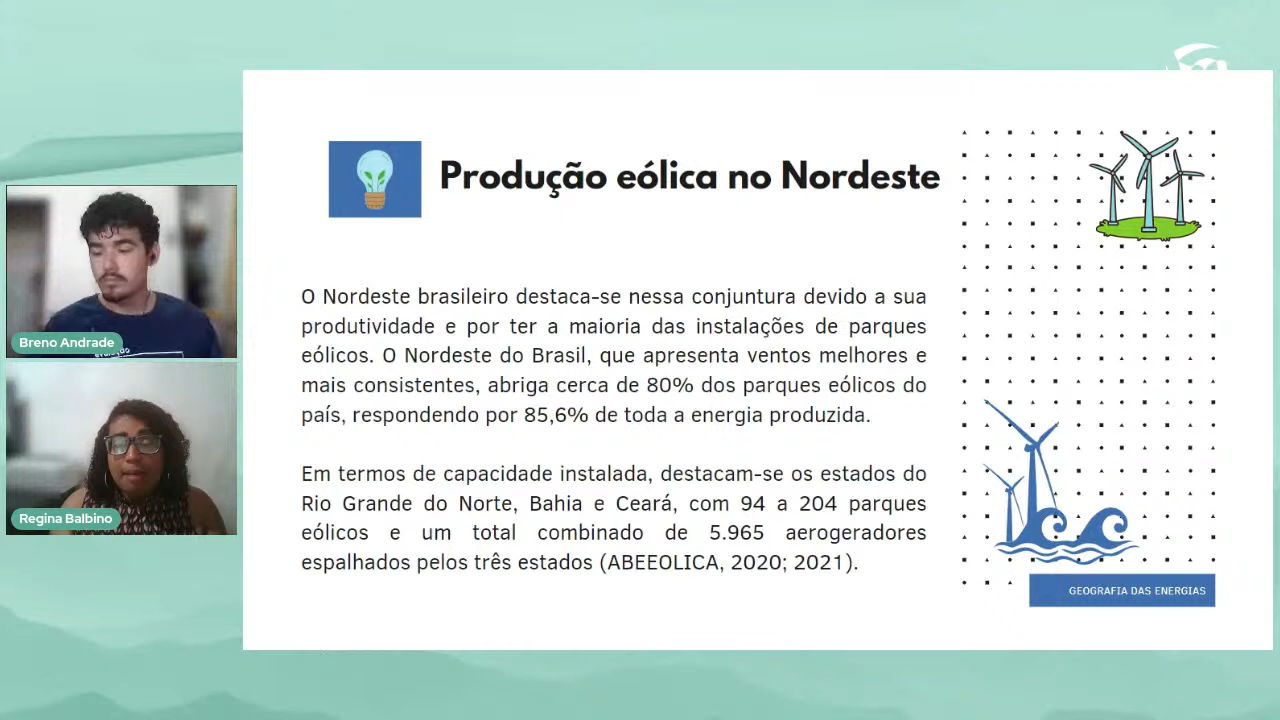 Produção eólica no Nordeste
O Nordeste brasileiro destaca-se nessa conjuntura devido a sua
produtividade e por ter a maioria das instalações de parques
eólicos. O Nordeste do Brasil, que apresenta ventos melhores e
mais consistentes, abriga cerca de 80% dos parques eólicos do
país, respondendo por 85,6% de toda a energia produzida.
Em termos de capacidade instalada, destacam-se os estados do
Rio Grande do Norte, Bahia e Ceará, com 94 a 204 parques
eólicos e um total combinado de 5.965 aerogeradores
espalhados pelos três estados (ABEEOLICA, 2020; 2021).
GEOGRAFIA DAS ENERGIAS
Breno Andrade
Regina Balbino